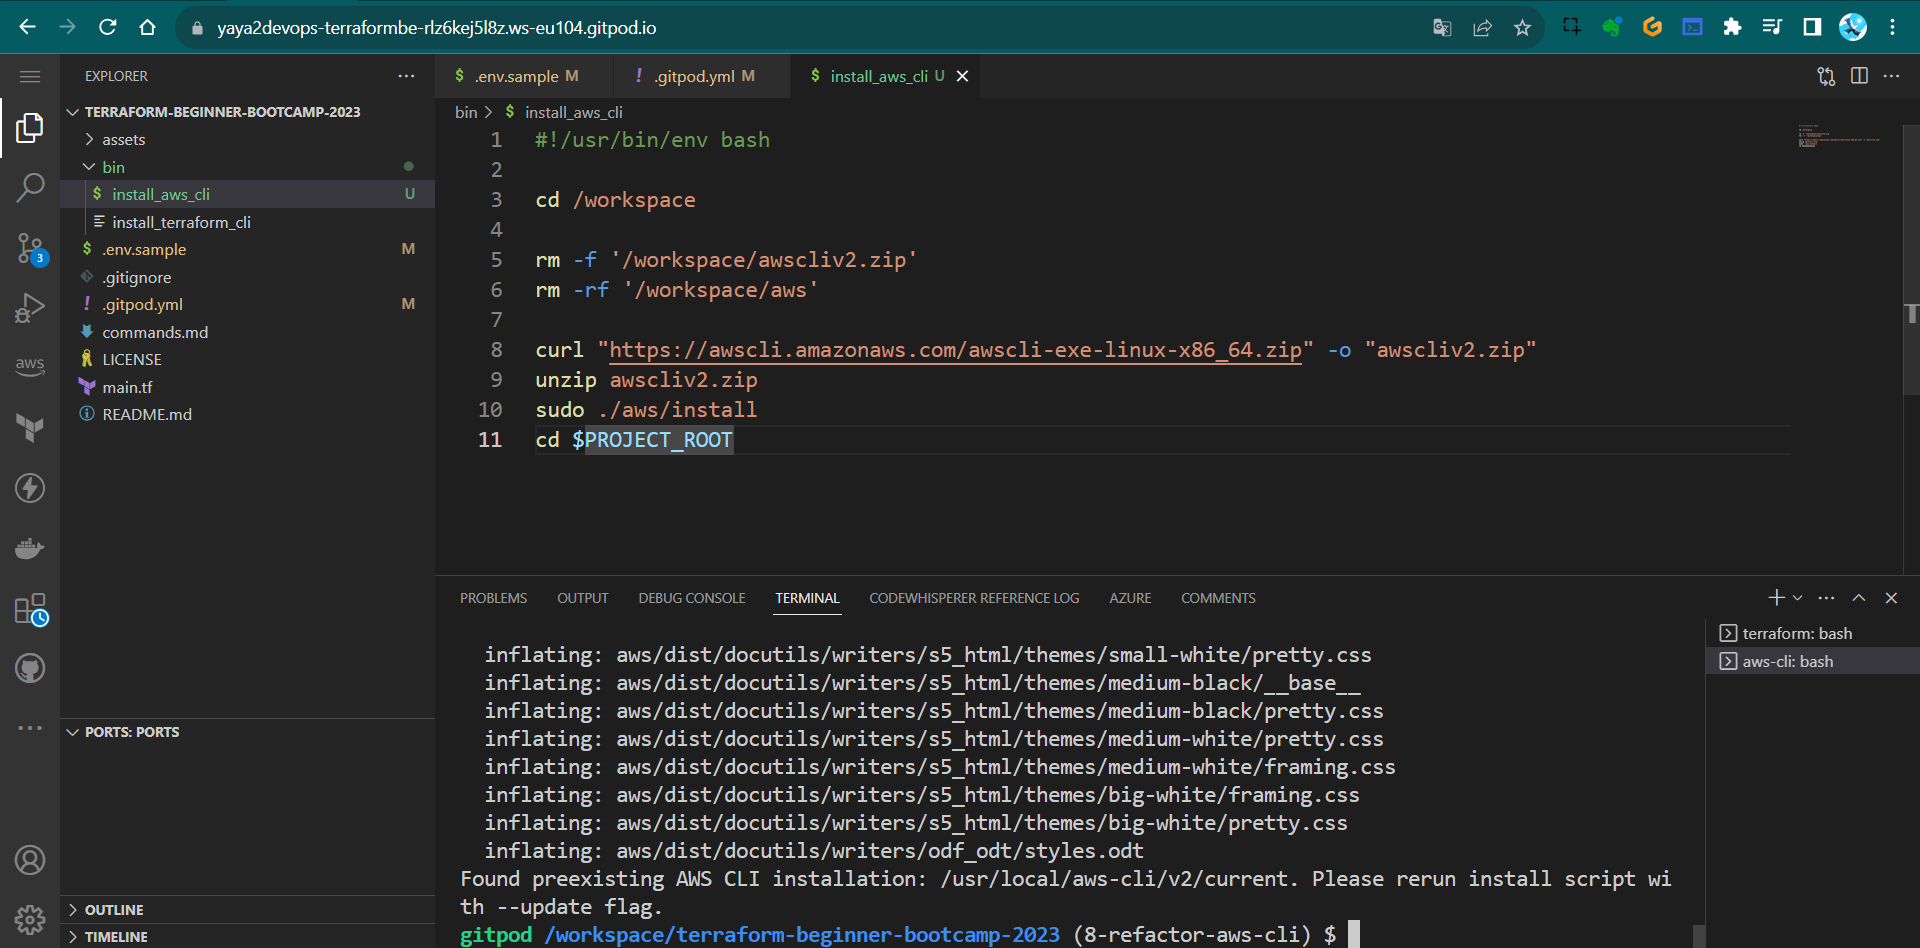 yaya2devops-terraformbe-rlz6kej5l8z.ws-eu104.gitpod.io
EXPLORER
TERRAFORM-BEGINNER-BOOTCAMP-2023
assets
bin
$ install_aws_cli U
install_terraform_cli
$ .env.sample M
.gitignore
! .gitpod.yml M
commands.md
LICENSE
main.tf
README.md
3
aws
PORTS: PORTS
OUTLINE
TIMELINE
$ .env.sample M
! .gitpod.yml M
$ install_aws_cli U
bin > $ install_aws_cli
1 #!/usr/bin/env bash
2
3 cd /workspace
4
5 rm -f '/workspace/awscliv2.zip'
6 rm -rf '/workspace/aws'
7
8 curl "https://awscli.amazonaws.com/awscli-exe-linux-x86_64.zip" -o "awscliv2.zip"
9 unzip awscliv2.zip
10 sudo ./aws/install
11 cd $PROJECT_ROOT
PROBLEMS OUTPUT DEBUG CONSOLE TERMINAL CODEWHISPERER REFERENCE LOG AZURE COMMENTS
inflating: aws/dist/docutils/writers/s5_html/themes/small-white/pretty.css
inflating: aws/dist/docutils/writers/s5_html/themes/medium-black/__base__
inflating: aws/dist/docutils/writers/s5_html/themes/medium-black/pretty.css
inflating: aws/dist/docutils/writers/s5_html/themes/medium-white/pretty.css
inflating: aws/dist/docutils/writers/s5_html/themes/medium-white/framing.css
inflating: aws/dist/docutils/writers/s5_html/themes/big-white/framing.css
inflating: aws/dist/docutils/writers/s5_html/themes/big-white/pretty.css
inflating: aws/dist/docutils/writers/odf_odt/styles.odt
Found preexisting AWS CLI installation: /usr/local/aws-cli/v2/current. Please rerun install script wi
th --update flag.
gitpod /workspace/terraform-beginner-bootcamp-2023 (8-refactor-aws-cli) $
terraform: bash
aws-cli: bash